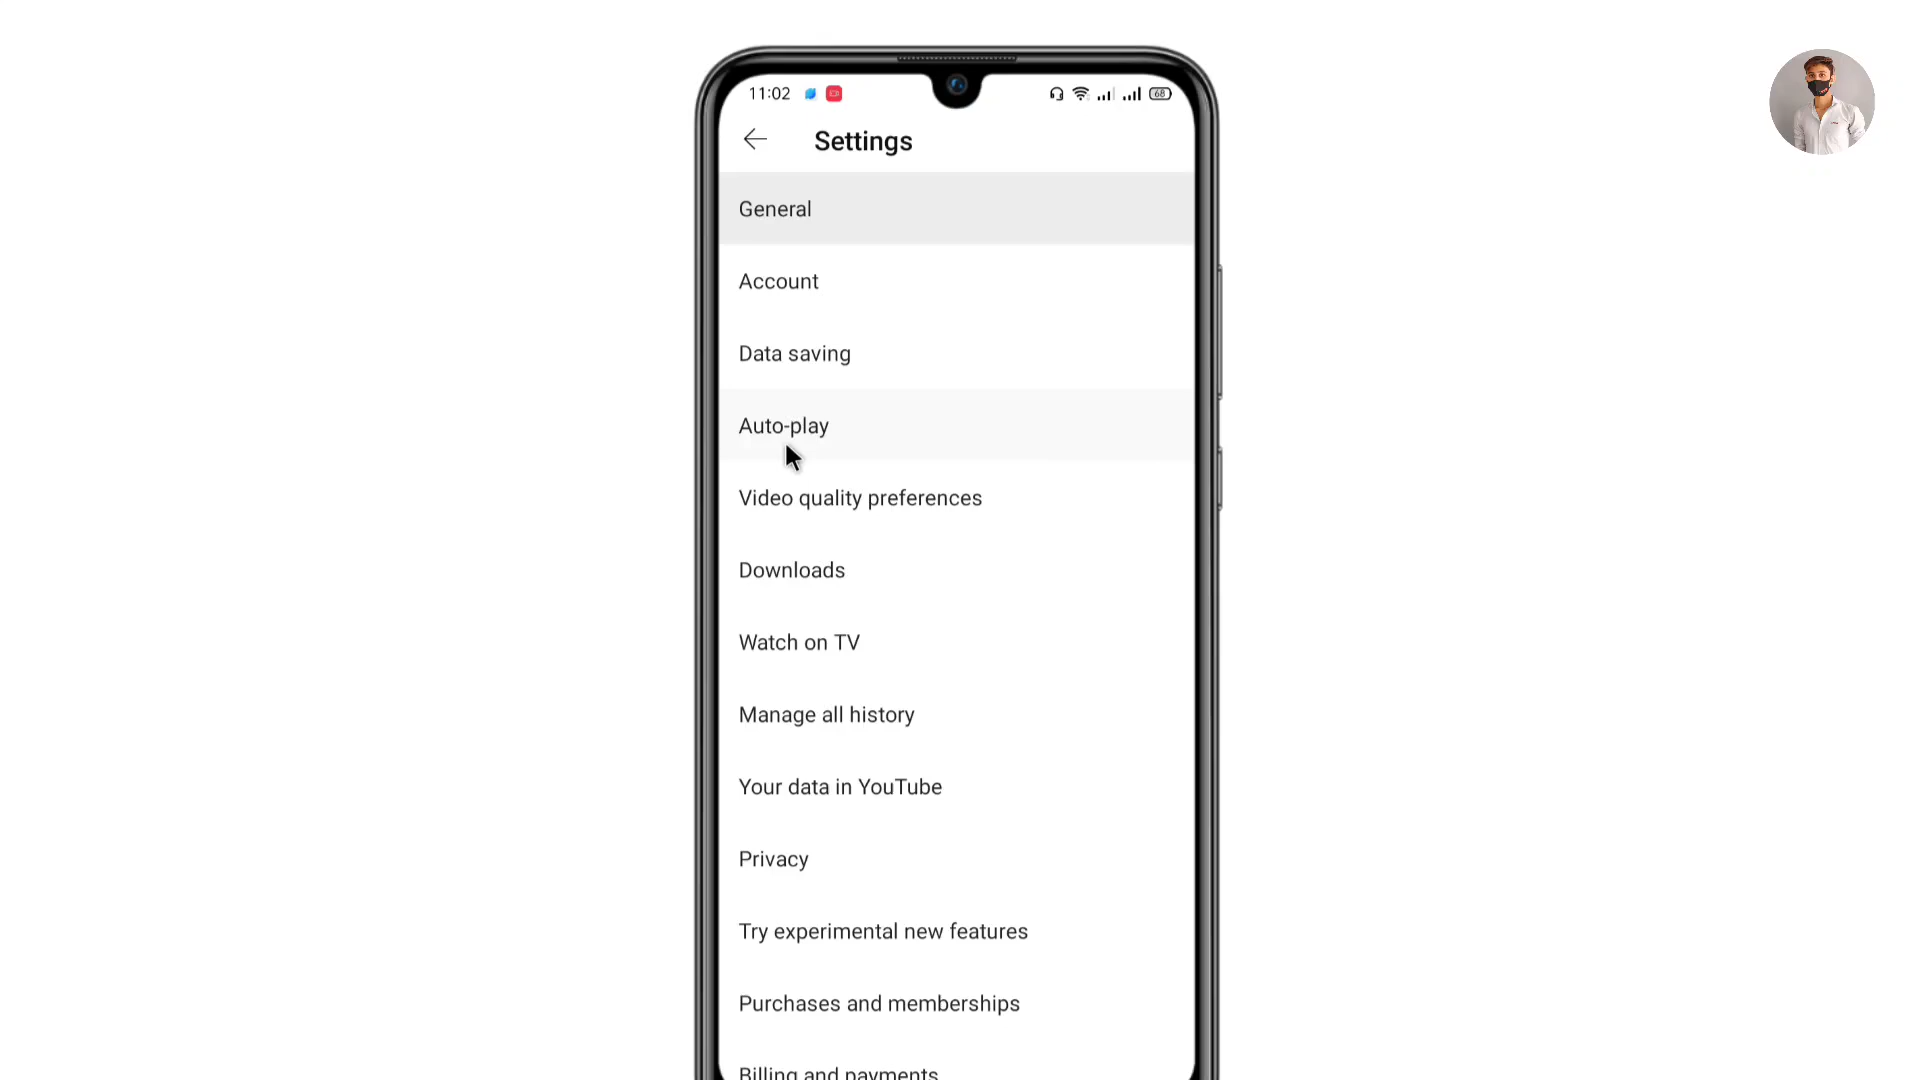 11:02
68
Settings
General
Account
Data saving
Auto-play
Video quality preferences
Downloads
Watch on TV
Manage all history
Your data in YouTube
Privacy
Try experimental new features
Purchases and memberships
Billing and payments